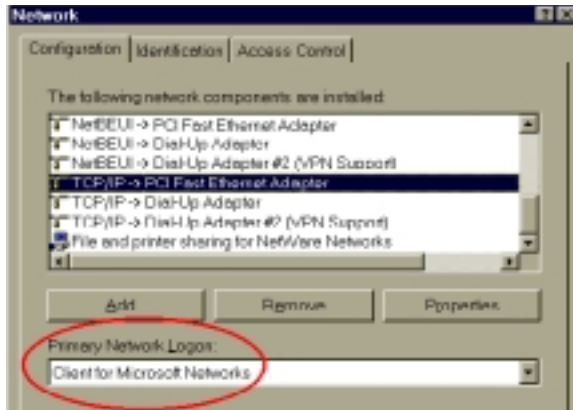 Network
Configuration Identification Access Control
The following network components are installed:
NetBEUI -> PCI Fast Ethernet Adapter
NetBEUI -> Dial-Up Adapter
NetBEUI -> Dial-Up Adapter #2 (VPN Support)
TCP/IP -> PCI Fast Ethernet Adapter
TCP/IP -> Dial-Up Adapter
TCP/IP -> Dial-Up Adapter #2 (VPN Support)
File and printer sharing for NetWare Networks
Add Remove Properties
Primary Network Logon:
Client for Microsoft Networks